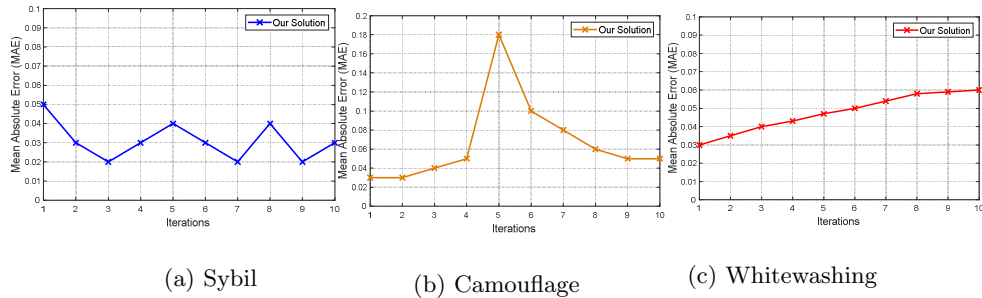 Mean Absolute Error (MAE)
0.1
0.09
0.08
0.07
0.06
0.05
0.04
0.03
0.02
0.01
0
1 2 3 4 5 6 7 8 9 10
Iterations
Our Solution
(a) Sybil
Mean Absolute Error (MAE)
0.2
0.18
0.16
0.14
0.12
0.1
0.08
0.06
0.04
0.02
0
1 2 3 4 5 6 7 8 9 10
Iterations
Our Solution
(b) Camouflage
Mean Absolute Error (MAE)
0.1
0.09
0.08
0.07
0.06
0.05
0.04
0.03
0.02
0.01
0
1 2 3 4 5 6 7 8 9 10
Iterations
Our Solution
(c) Whitewashing